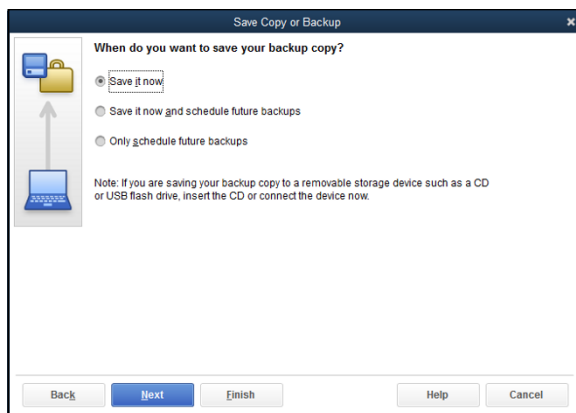 Save Copy or Backup
When do you want to save your backup copy?
Save it now
Save it now and schedule future backups
Only schedule future backups
Note: If you are saving your backup copy to a removable storage device such as a CD
or USB flash drive, insert the CD or connect the device now.
Back
Next
Finish
Help
Cancel